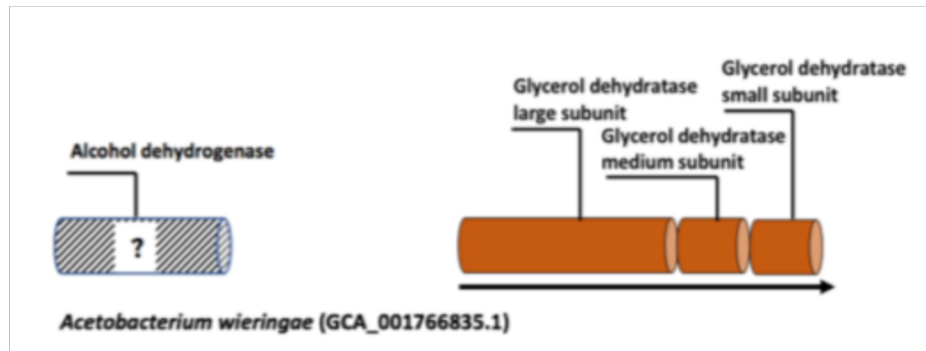 Glycerol dehydratase
small subunit
Glycerol dehydratase
large subunit
Glycerol dehydratase
medium subunit
Alcohol dehydrogenase
?
Acetobacterium wieringae (GCA_001766835.1)